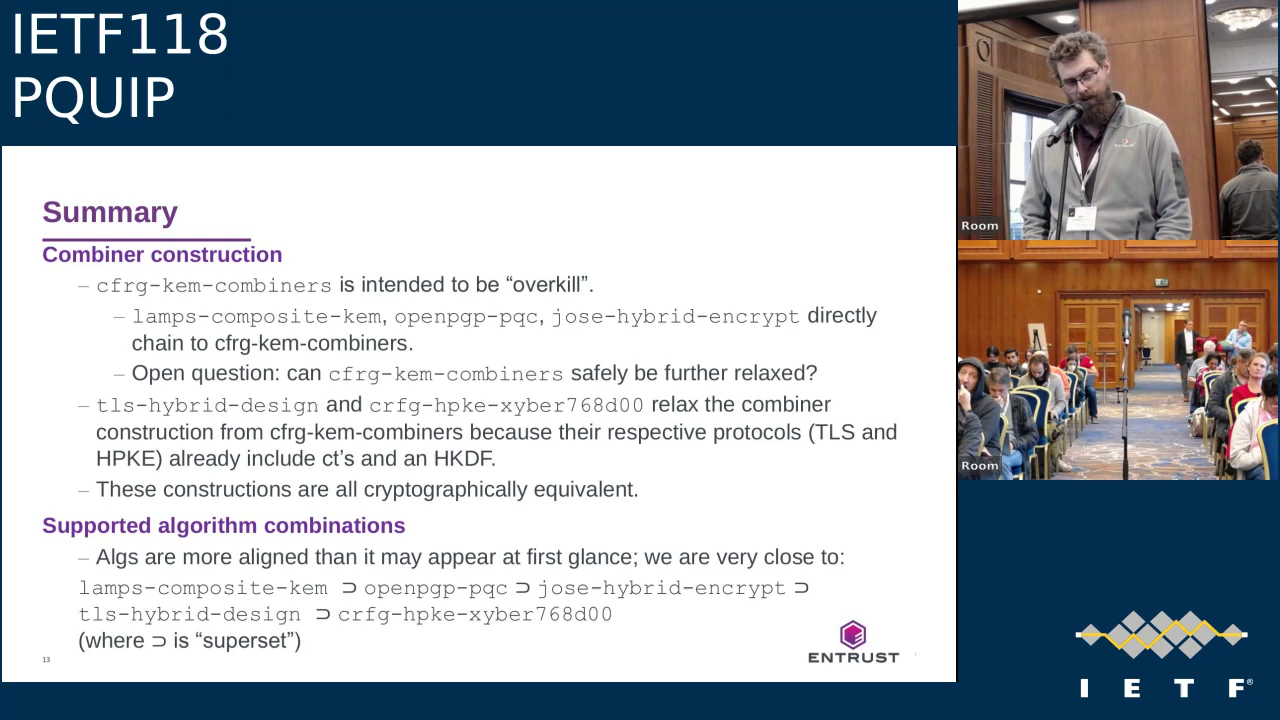 IETF118
PQUIP
Summary
Combiner construction
– cfrg-kem-combiners is intended to be “overkill”.
– lamps-composite-kem, openpgp-pqc, jose-hybrid-encrypt directly
chain to cfrg-kem-combiners.
– Open question: can cfrg-kem-combiners safely be further relaxed?
– tls-hybrid-design and crfg-hpke-xyber768d00 relax the combiner
construction from cfrg-kem-combiners because their respective protocols (TLS and
HPKE) already include ct’s and an HKDF.
– These constructions are all cryptographically equivalent.
Supported algorithm combinations
– Algs are more aligned than it may appear at first glance; we are very close to:
lamps-composite-kem ⊃ openpgp-pqc ⊃ jose-hybrid-encrypt ⊃
tls-hybrid-design ⊃ crfg-hpke-xyber768d00
(where ⊃ is “superset”)
13
ENTRUST
Room
Room
I E T F®